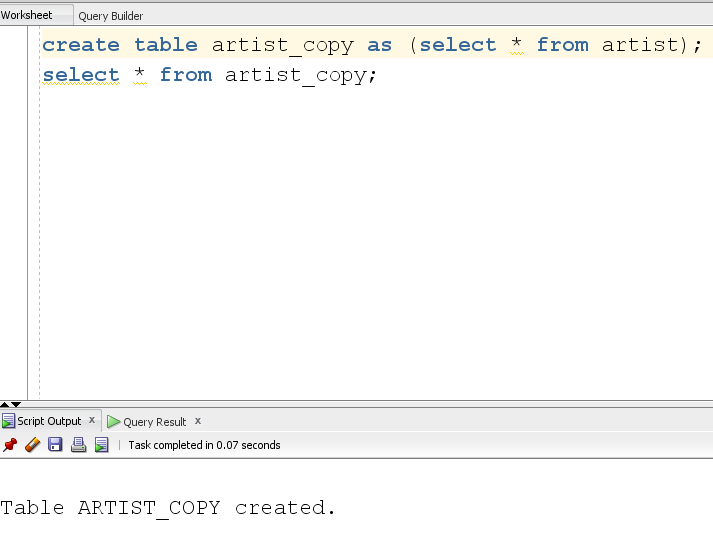 Worksheet Query Builder
create table artist_copy as (select * from artist);
select * from artist_copy;
Script Output x Query Result x
Task completed in 0.07 seconds
Table ARTIST_COPY created.